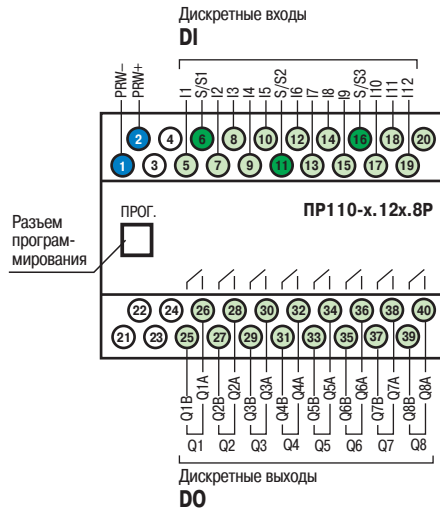 Дискретные входы
DI
PRW– PRW+ I1 S/S1 I2 I3 I4 I5 S/S2 I6 I7 I8 I9 S/S3 I10 I11 I12
2 4 6 8 10 12 14 16 18 20
1 3 5 7 9 11 13 15 17 19
ПРОГ.
ПР110-х.12х.8Р
Разъем
програм-
мирования
22 24 26 28 30 32 34 36 38 40
21 23 25 27 29 31 33 35 37 39
Q1B Q1A Q2B Q2A Q3B Q3A Q4B Q4A Q5B Q5A Q6B Q6A Q7B Q7A Q8B Q8A
Q1 Q2 Q3 Q4 Q5 Q6 Q7 Q8
Дискретные выходы
DO